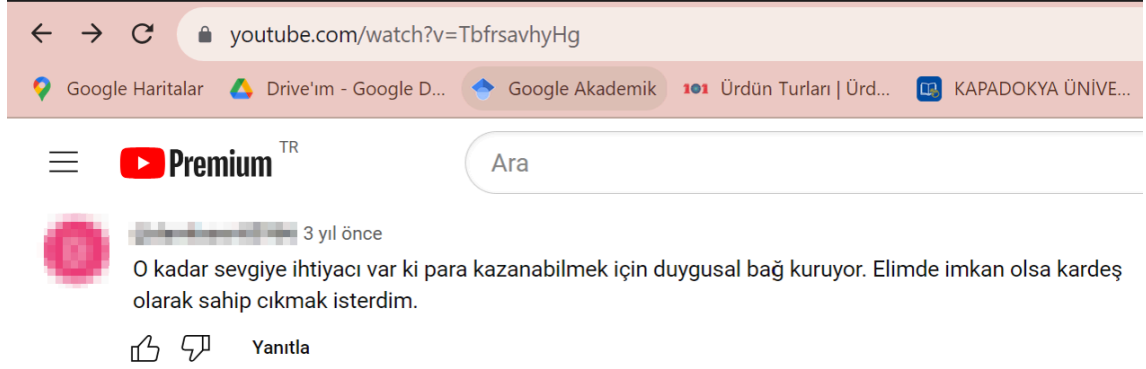 youtube.com/watch?v=TbfrsavhyHg
Google Haritalar Drive'ım - Google D... Google Akademik 101 Ürdün Turları | Ürd... KAPADOKYA ÜNİVE...
Premium TR Ara
3 yıl önce
O kadar sevgiye ihtiyacı var ki para kazanabilmek için duygusal bağ kuruyor. Elimde imkan olsa kardeş
olarak sahip cıkmak isterdim.
Yanıtla